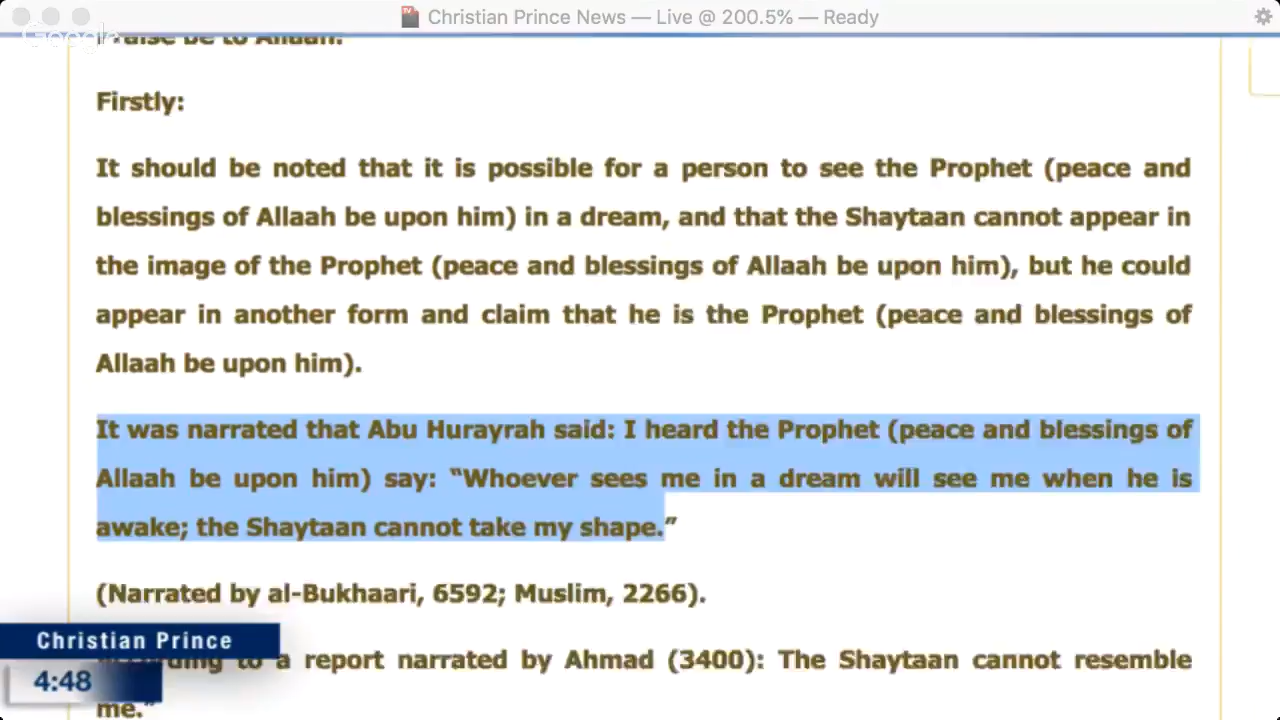 Christian Prince News — Live @ 200.5% — Ready
Google
Praise be to Allaah.
Firstly:
It should be noted that it is possible for a person to see the Prophet (peace and
blessings of Allaah be upon him) in a dream, and that the Shaytaan cannot appear in
the image of the Prophet (peace and blessings of Allaah be upon him), but he could
appear in another form and claim that he is the Prophet (peace and blessings of
Allaah be upon him).
It was narrated that Abu Hurayrah said: I heard the Prophet (peace and blessings of
Allaah be upon him) say: “Whoever sees me in a dream will see me when he is
awake; the Shaytaan cannot take my shape.”
(Narrated by al-Bukhaari, 6592; Muslim, 2266).
Christian Prince
to a report narrated by Ahmad (3400): The Shaytaan cannot resemble
4:48
me.”